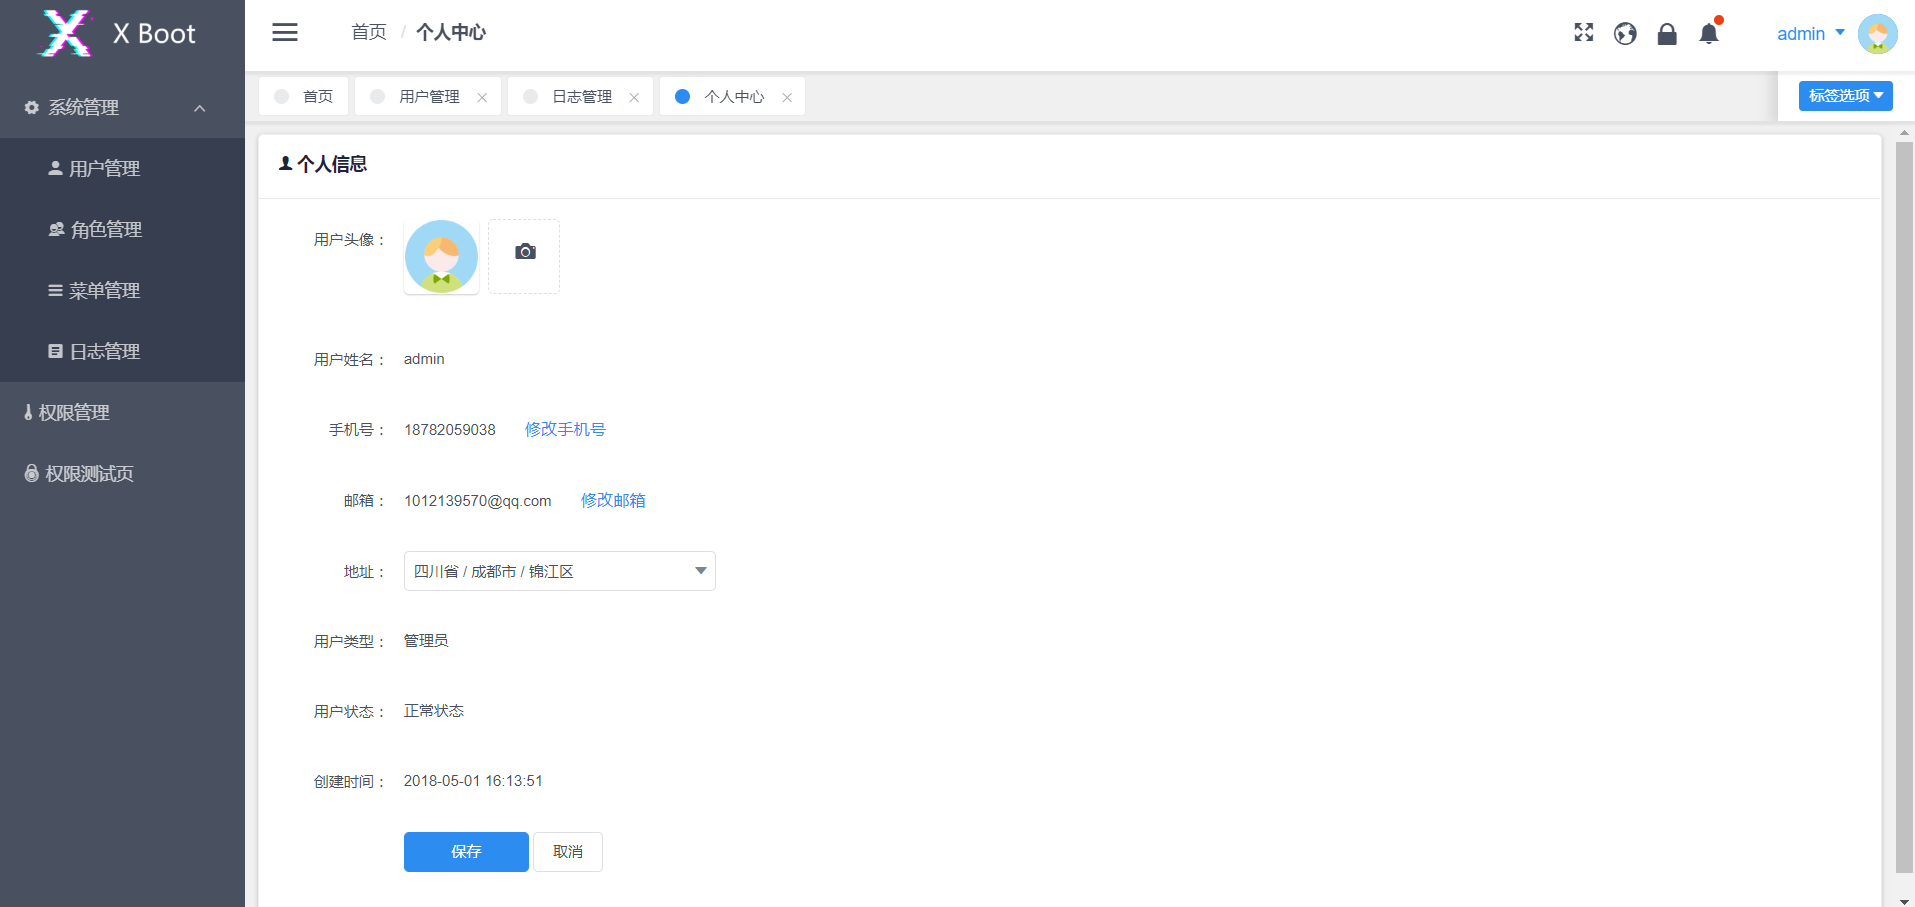 X Boot
首页 / 个人中心
admin
系统管理
用户管理
角色管理
菜单管理
日志管理
权限管理
权限测试页
首页
用户管理
日志管理
个人中心
标签选项
个人信息
用户头像：
用户姓名： admin
手机号： 18782059038 修改手机号
邮箱： 1012139570@qq.com 修改邮箱
地址： 四川省 / 成都市 / 锦江区
用户类型： 管理员
用户状态： 正常状态
创建时间： 2018-05-01 16:13:51
保存 取消